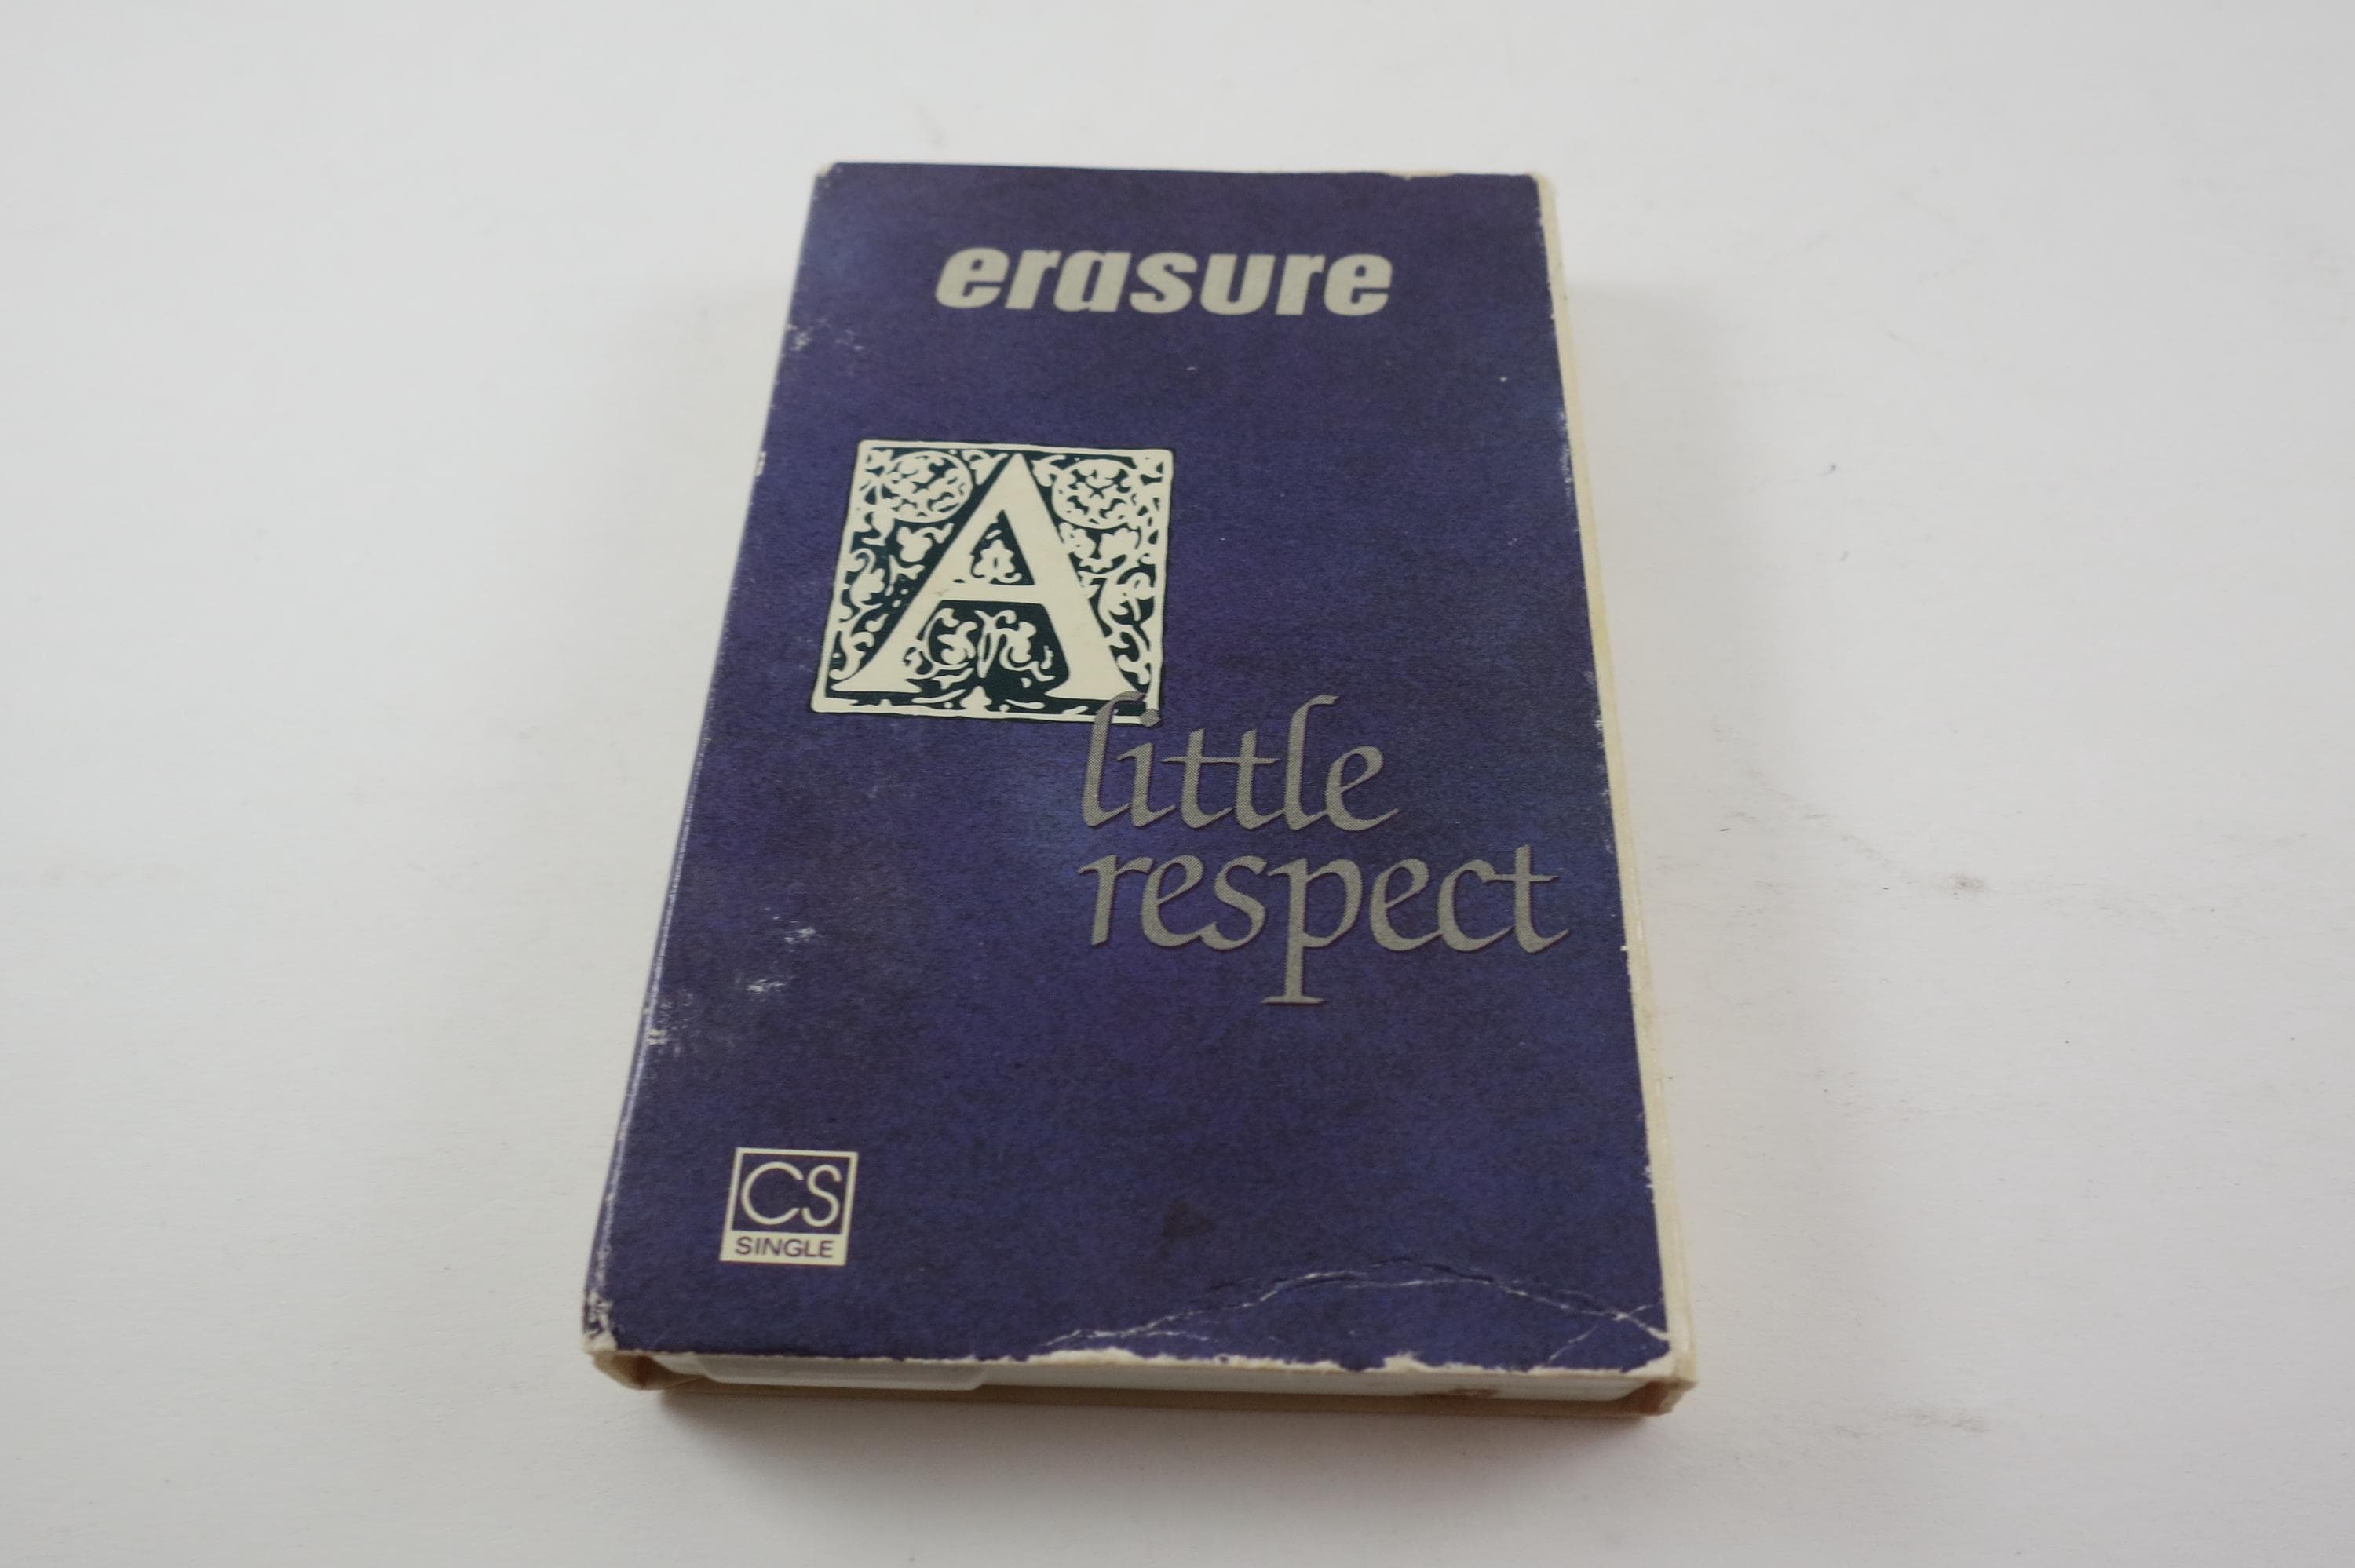 erasure
A
little
respect
CS
SINGLE